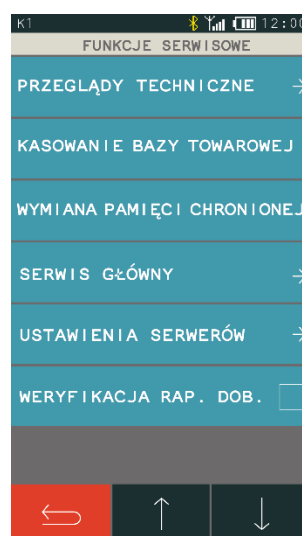 K1 12:00
FUNKCJE SERWISOWE
PRZEGLĄDY TECHNICZNE
KASOWANIE BAZY TOWAROWEJ
WYMIANA PAMIĘCI CHRONIONEJ
SERWIS GŁÓWNY
USTAWIENIA SERWERÓW
WERYFIKACJA RAP. DOB.